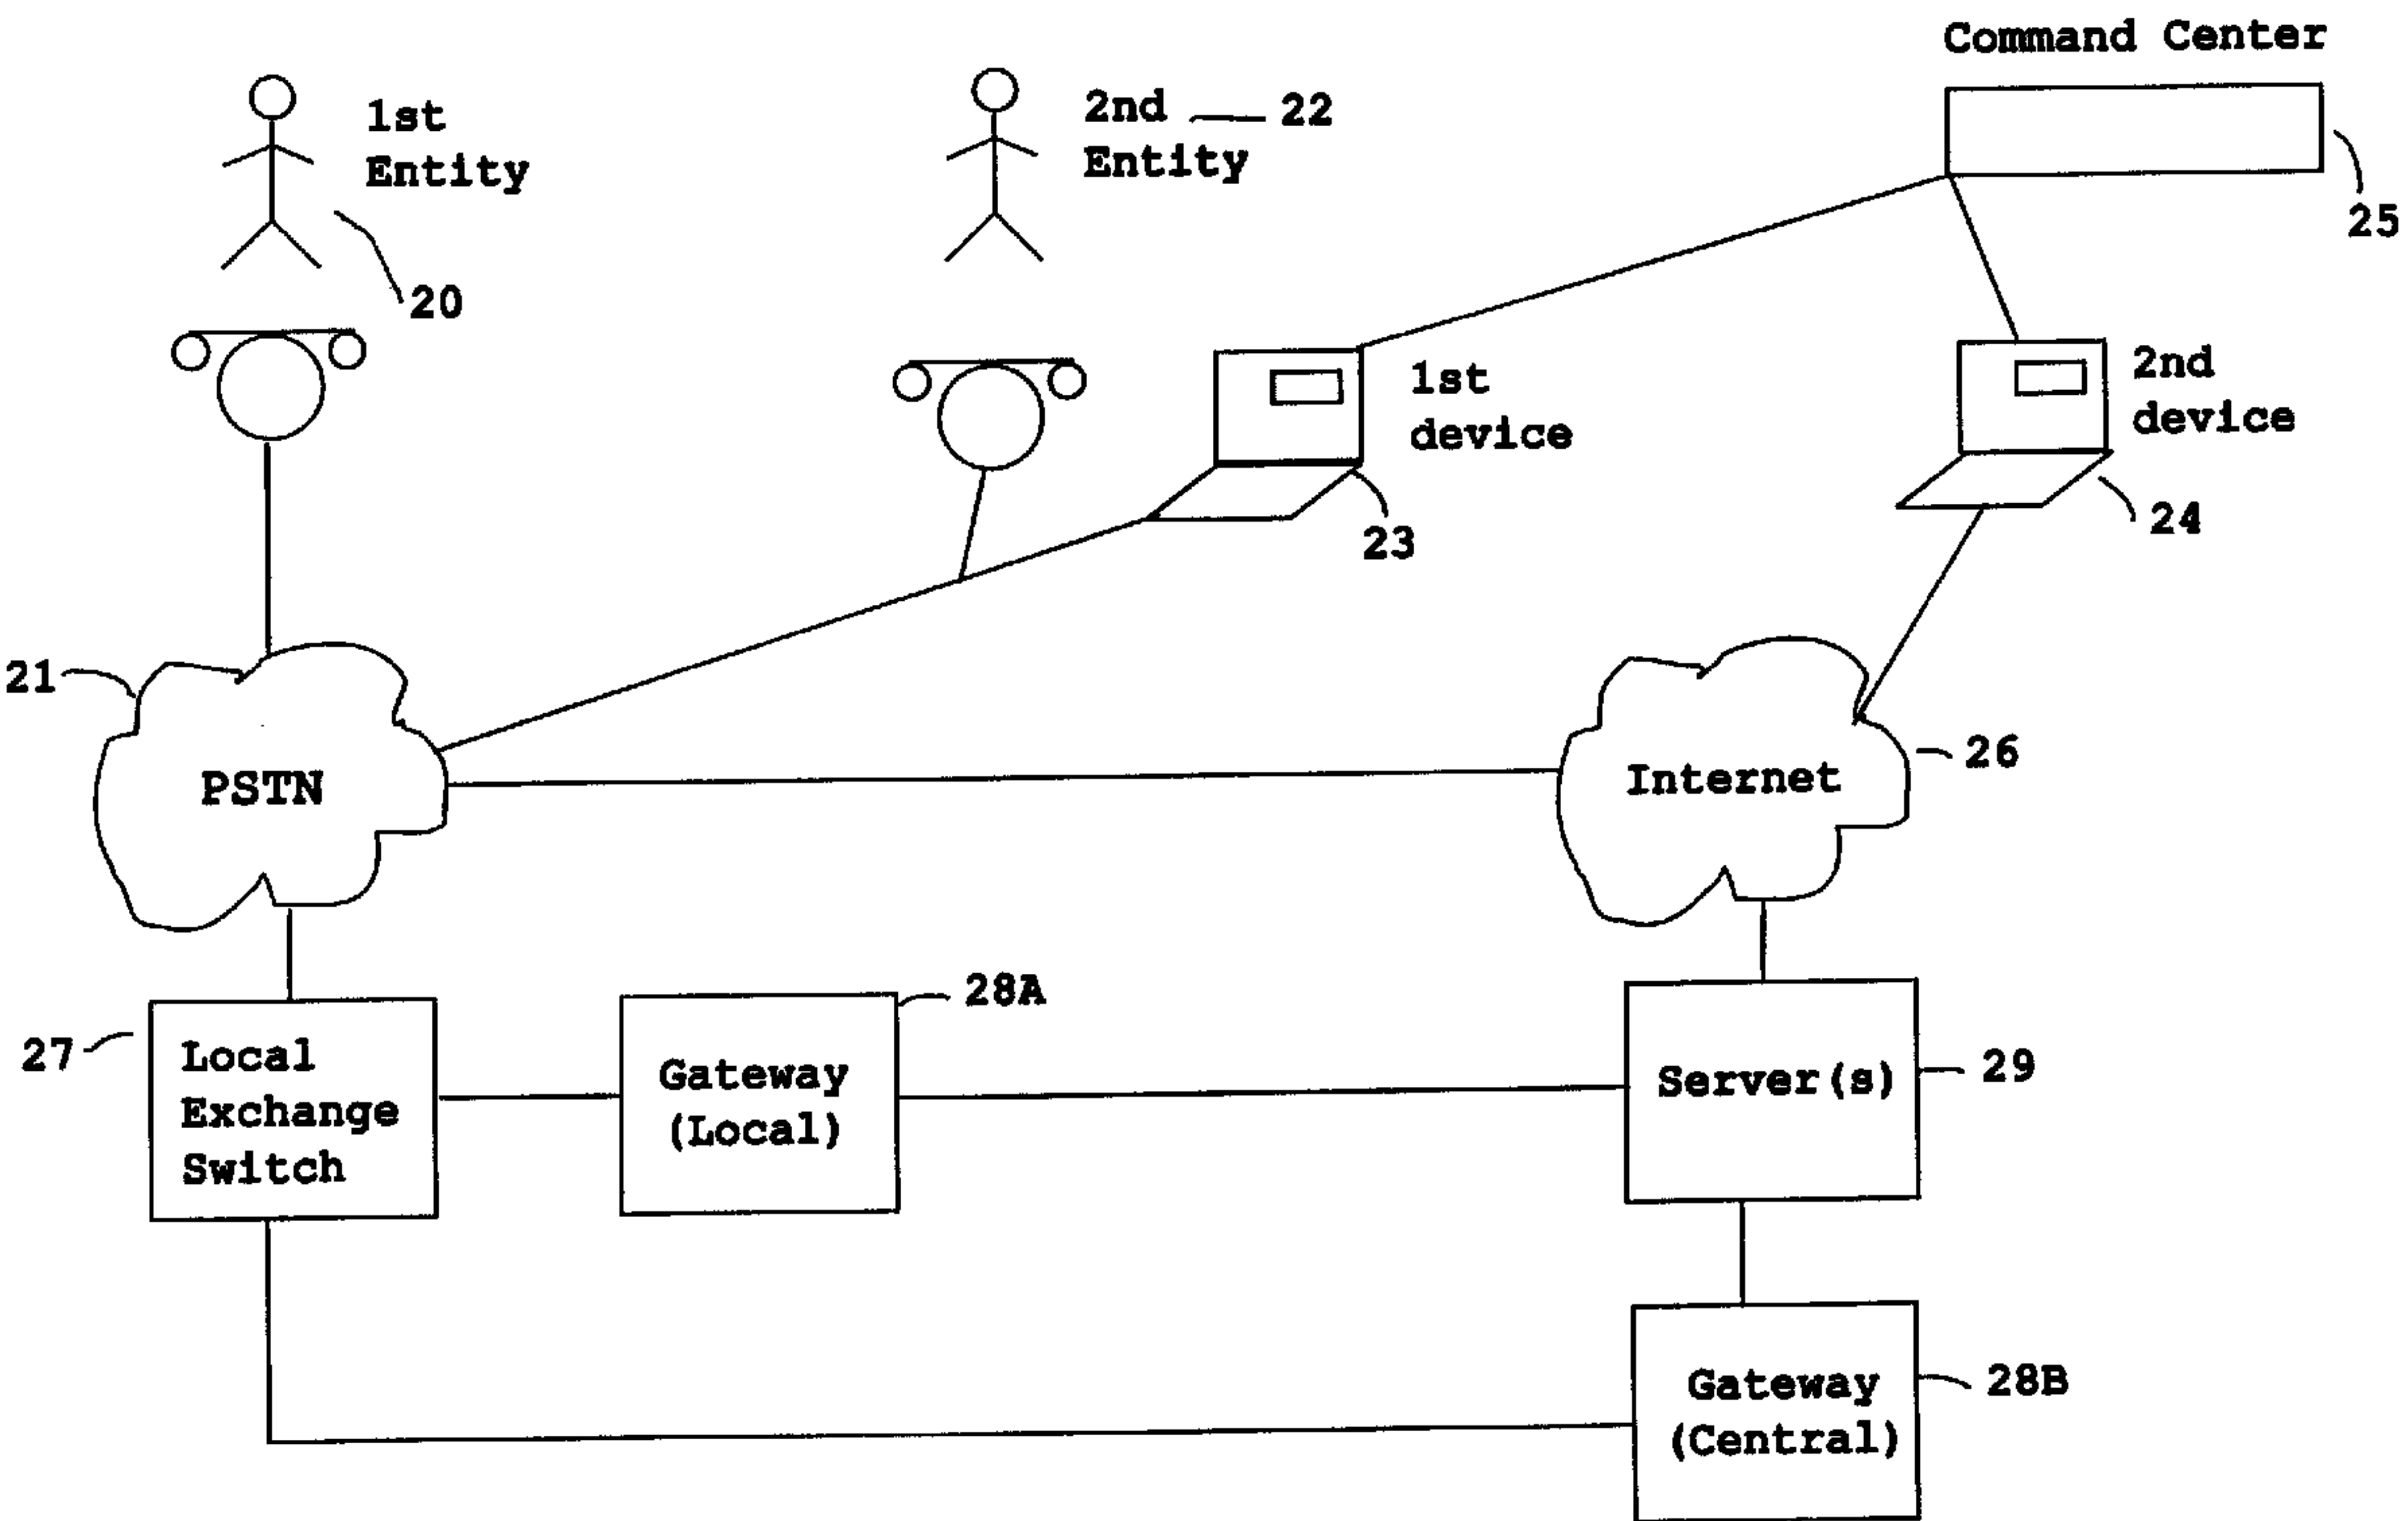 Command Center
25
1st
Entity
20
2nd 22
Entity
1st
device
23
2nd
device
24
21
PSTN
Internet
26
27
Local
Exchange
Switch
28A
Gateway
(Local)
Server(s)
29
Gateway
(Central)
28B